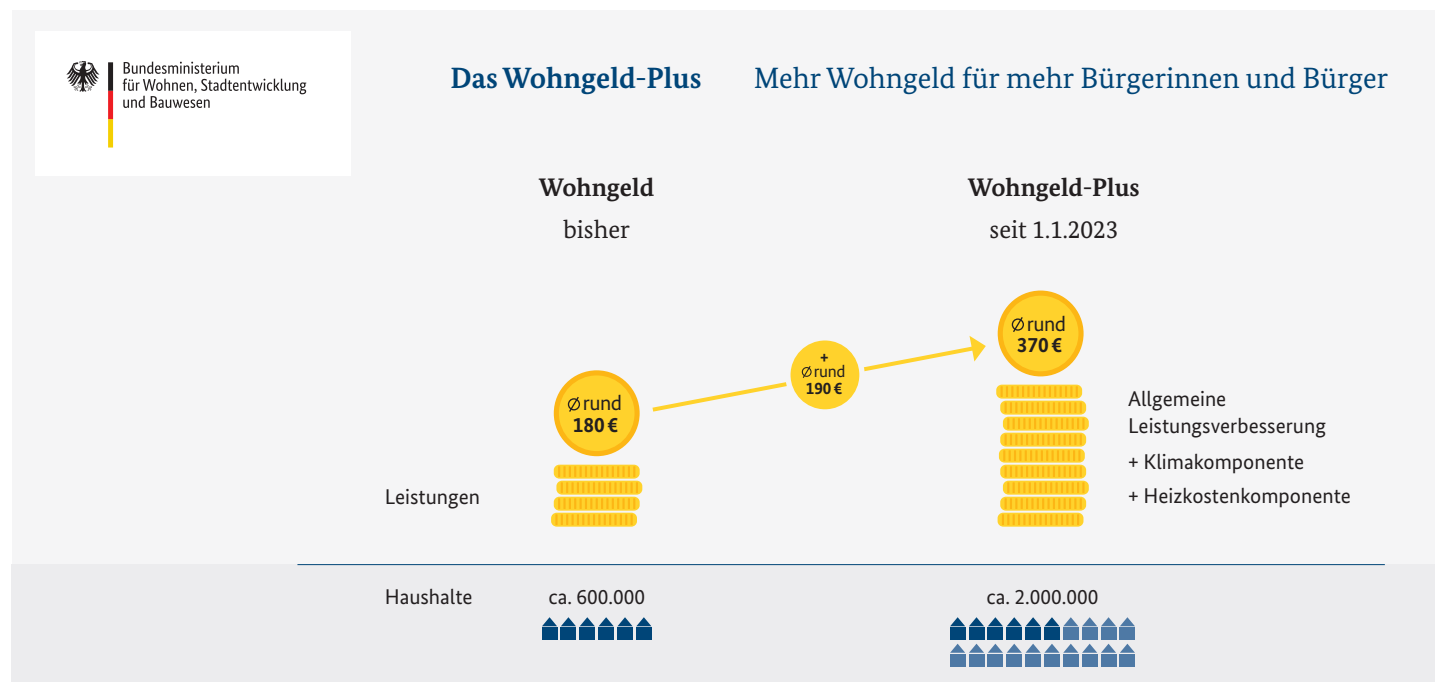 Bundesministerium
für Wohnen, Stadtentwicklung
und Bauwesen
Das Wohngeld-Plus Mehr Wohngeld für mehr Bürgerinnen und Bürger
Wohngeld
bisher
Wohngeld-Plus
seit 1.1.2023
Leistungen
Ø rund
180 €
+
Ø rund
190 €
Ø rund
370 €
Allgemeine
Leistungsverbesserung
+ Klimakomponente
+ Heizkostenkomponente
Haushalte
ca. 600.000
ca. 2.000.000